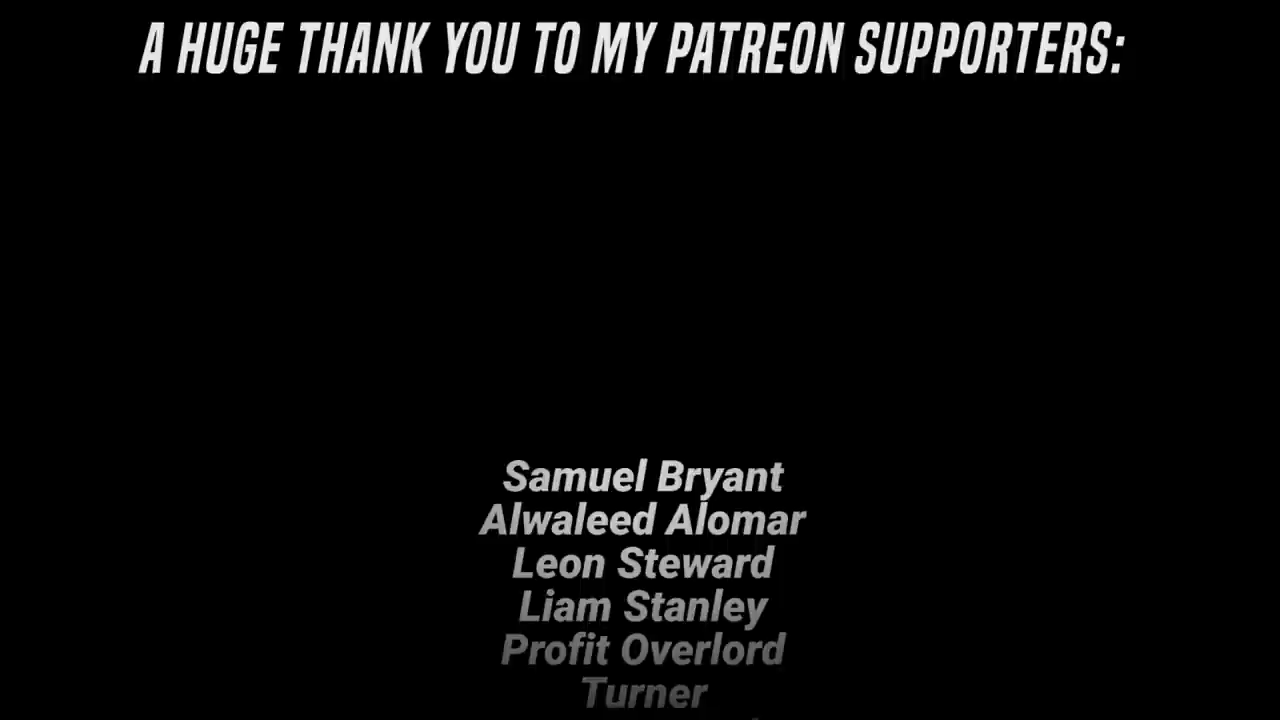 A HUGE THANK YOU TO MY PATREON SUPPORTERS:
Samuel Bryant
Alwaleed Alomar
Leon Steward
Liam Stanley
Profit Overlord
Turner